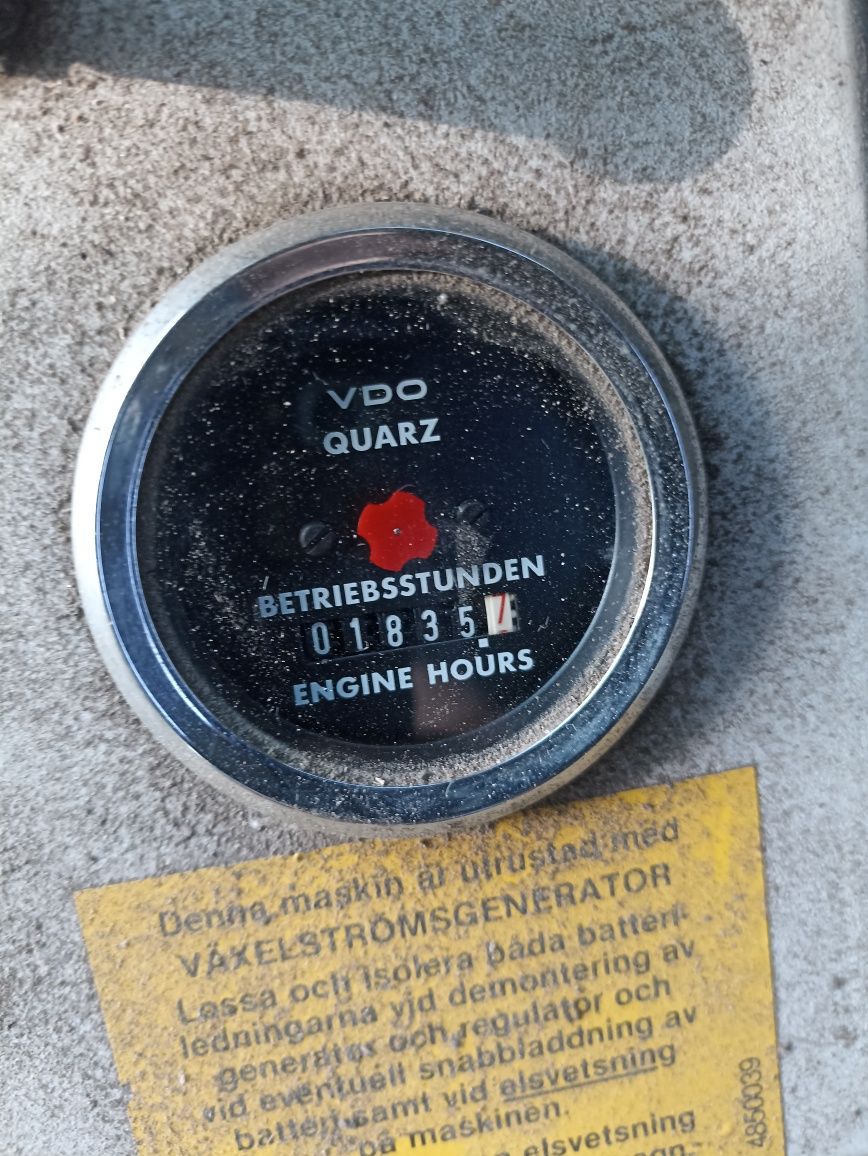 VDO
QUARZ
BETRIEBSSTUNDEN
018357
ENGINE HOURS
Denna maskin är utrustad med
VÄXELSTRÖMSGENERATOR
Lossa och isolera båda batteri-
ledningarna vid demontering av
generator och regulator och
vid eventuell snabbladdning av
batteri samt vid elsvetsning
på maskinen.
elsvetsning
4850039